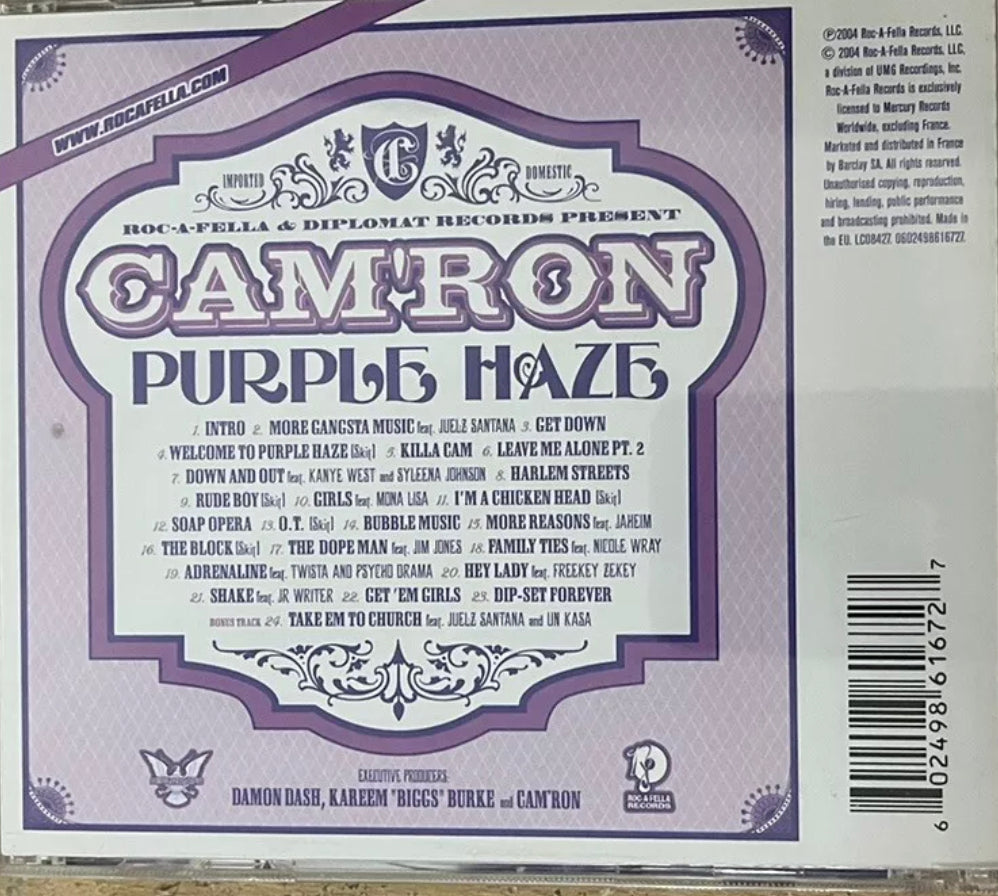 WWW.ROCAFELLA.COM
IMPORTED
C
DOMESTIC
ROC-A-FELLA & DIPLOMAT RECORDS PRESENT
CAM'RON
PURPLE HAZE
1. INTRO 2. MORE GANGSTA MUSIC feat. JUELZ SANTANA 3. GET DOWN
4. WELCOME TO PURPLE HAZE [Skit] 5. KILLA CAM 6. LEAVE ME ALONE PT. 2
7. DOWN AND OUT feat. KANYE WEST and SYLEENA JOHNSON 8. HARLEM STREETS
9. RUDE BOY [Skit] 10. GIRLS feat. MONA LISA 11. I'M A CHICKEN HEAD [Skit]
12. SOAP OPERA 13. O.T. [Skit] 14. BUBBLE MUSIC 15. MORE REASONS feat. JAHEIM
16. THE BLOCK [Skit] 17. THE DOPE MAN feat. JIM JONES 18. FAMILY TIES feat. NICOLE WRAY
19. ADRENALINE feat. TWISTA AND PSYCHO DRAMA 20. HEY LADY feat. FREEKEY ZEKEY
21. SHAKE feat. JR WRITER 22. GET 'EM GIRLS 23. DIP-SET FOREVER
BONUS TRACK 24. TAKE EM TO CHURCH feat. JUELZ SANTANA and UN KASA
EXECUTIVE PRODUCERS:
DAMON DASH, KAREEM "BIGGS" BURKE and CAM'RON
ROC-A-FELLA
RECORDS
℗2004 Roc-A-Fella Records, LLC.
© 2004 Roc-A-Fella Records, LLC,
a division of UMG Recordings, Inc.
Roc-A-Fella Records is exclusively
licensed to Mercury Records
Worldwide, excluding France.
Marketed and distributed in France
by Barclay SA. All rights reserved.
Unauthorised copying, reproduction,
hiring, lending, public performance
and broadcasting prohibited. Made in
the EU. LC08427. 0602498616727.
6 02498 61672 7